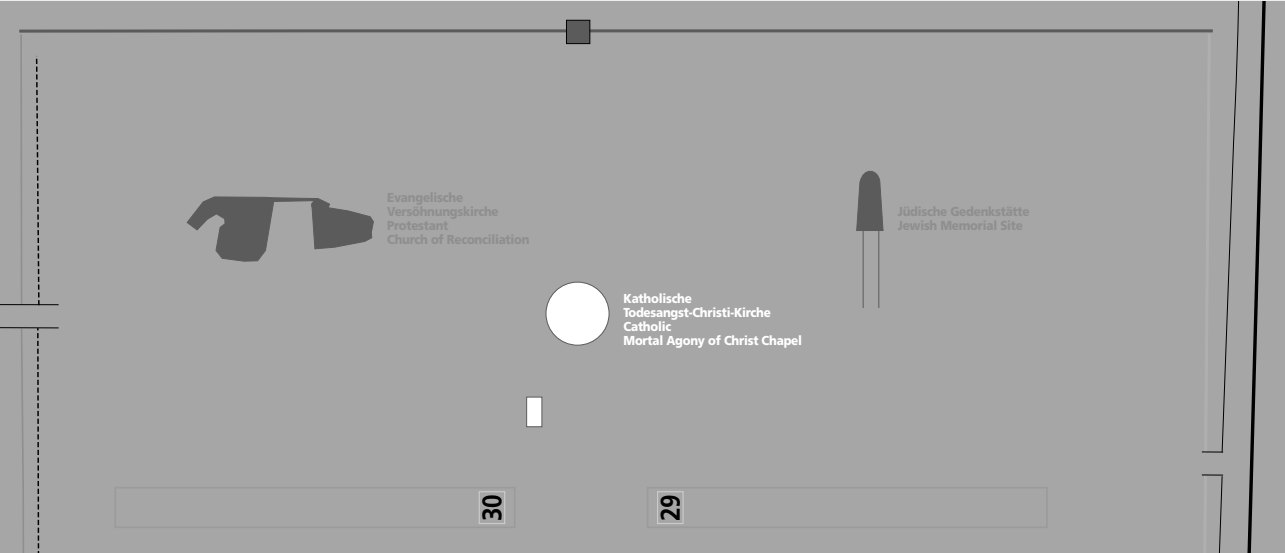 Evangelische
Versöhnungskirche
Protestant
Church of Reconciliation
Jüdische Gedenkstätte
Jewish Memorial Site
Katholische
Todesangst-Christi-Kirche
Catholic
Mortal Agony of Christ Chapel
30
29